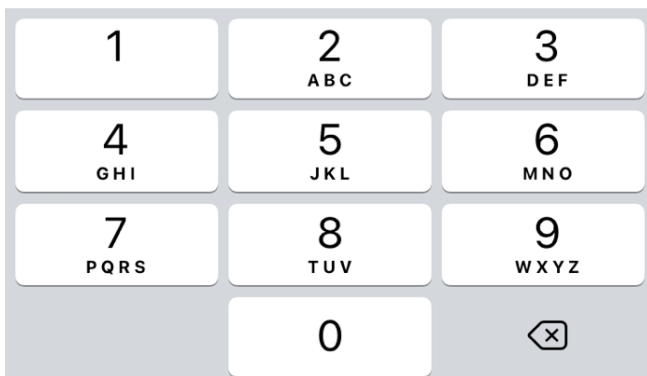 1 2 3
ABC DEF
4 5 6
GHI JKL MNO
7 8 9
PQRS TUV WXYZ
0